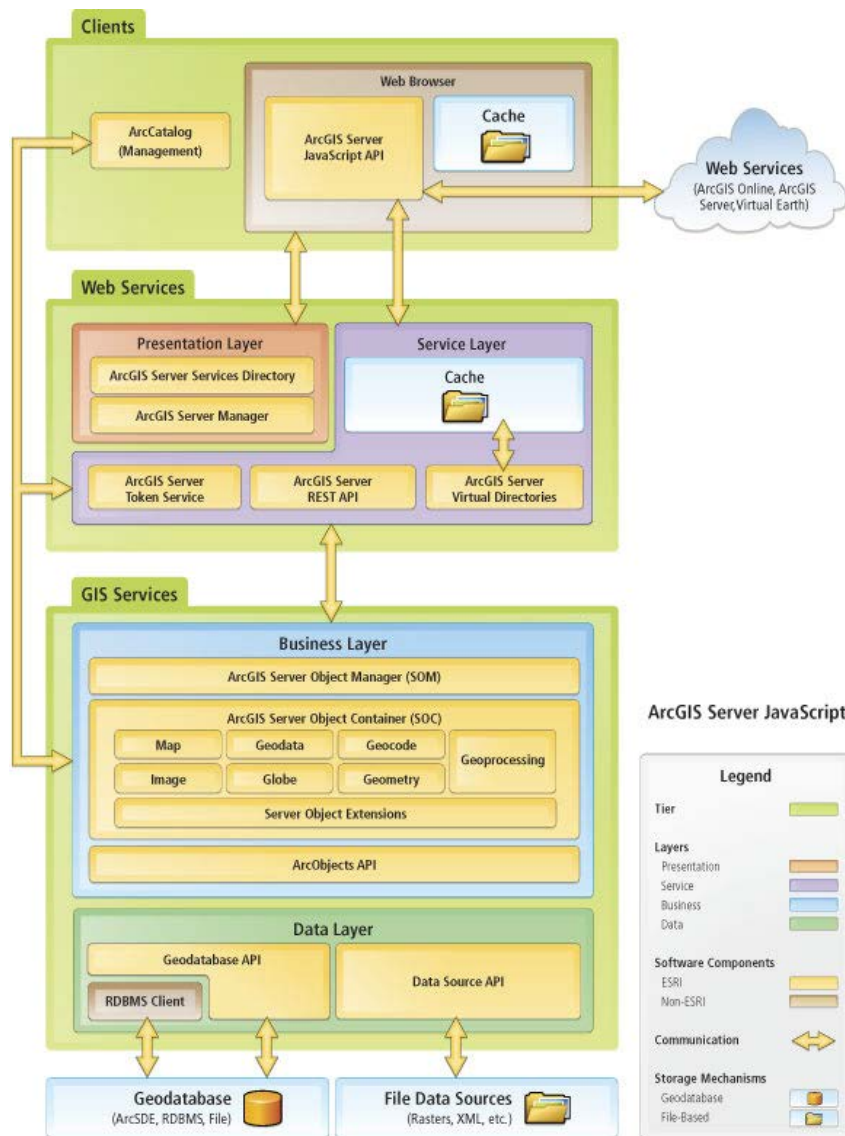 Clients
Web Browser
ArcCatalog
(Management)
ArcGIS Server
JavaScript API
Cache
Web Services
(ArcGIS Online, ArcGIS
Server,Virtual Earth)
Web Services
Presentation Layer
ArcGIS Server Services Directory
ArcGIS Server Manager
Service Layer
Cache
ArcGIS Server
Token Service
ArcGIS Server
REST API
ArcGIS Server
Virtual Directories
GIS Services
Business Layer
ArcGIS Server Object Manager (SOM)
ArcGIS Server Object Container (SOC)
Map
Geodata
Geocode
Geoprocessing
Image
Globe
Geometry
Server Object Extensions
ArcObjects API
Data Layer
Geodatabase API
RDBMS Client
Data Source API
Geodatabase
(ArcSDE, RDBMS, File)
File Data Sources
(Rasters, XML, etc.)
ArcGIS Server JavaScript
Legend
Tier
Layers
Presentation
Service
Business
Data
Software Components
ESRI
Non-ESRI
Communication
Storage Mechanisms
Geodatabase
File-Based